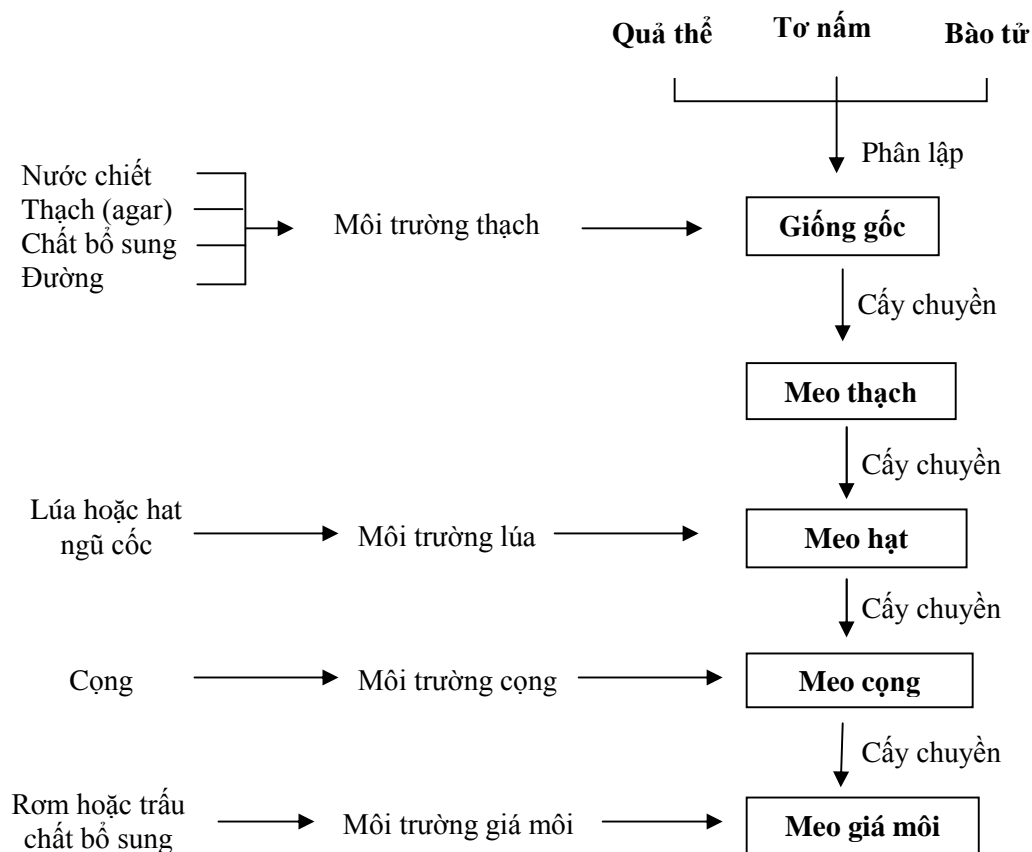 Quả thể Tơ nấm Bào tử
Phân lập
Nước chiết
Thạch (agar)
Chất bổ sung
Đường
Môi trường thạch
Giống gốc
Cấy chuyền
Meo thạch
Cấy chuyền
Lúa hoặc hat
ngũ cốc
Môi trường lúa
Meo hạt
Cấy chuyền
Cọng
Môi trường cọng
Meo cọng
Cấy chuyền
Rơm hoặc trấu
chất bổ sung
Môi trường giá môi
Meo giá môi